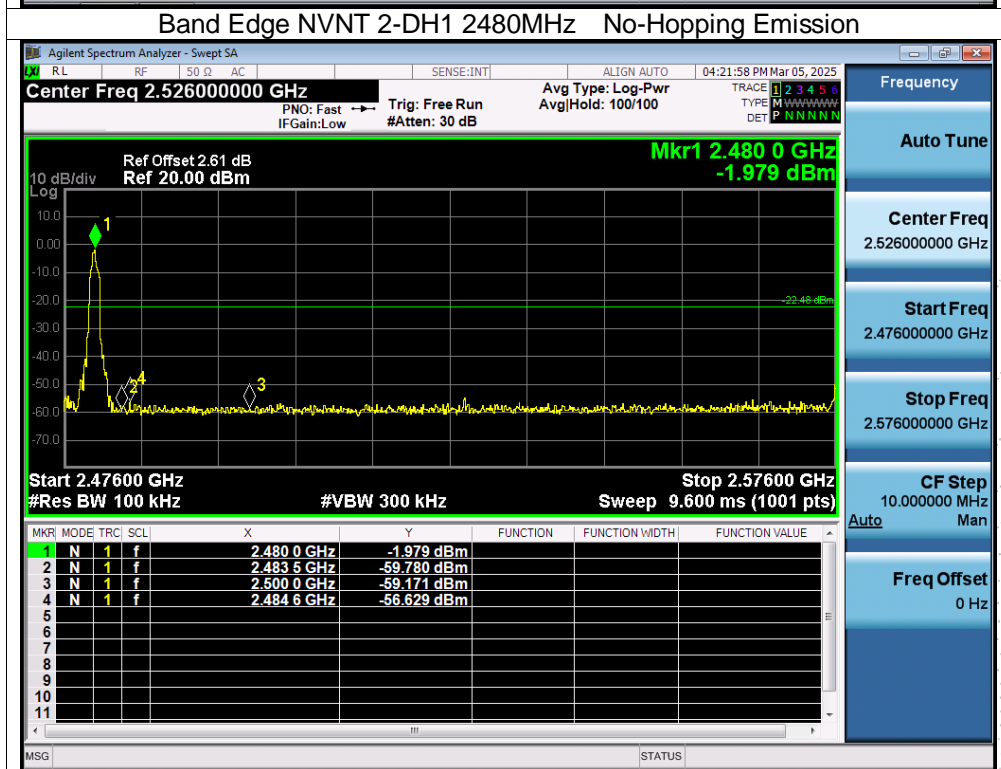 Band Edge NVNT 2-DH1 2480MHz No-Hopping Emission
Agilent Spectrum Analyzer - Swept SA
LXI RL RF 50 Ω AC SENSE:INT ALIGN AUTO 04:21:58 PM Mar 05, 2025
Center Freq 2.526000000 GHz
PNO: Fast
IFGain:Low
Trig: Free Run
#Atten: 30 dB
Avg Type: Log-Pwr
Avg|Hold: 100/100
TRACE 1 2 3 4 5 6
TYPE M WWWWW
DET P N N N N N
Ref Offset 2.61 dB
Ref 20.00 dBm
10 dB/div
Log
Mkr1 2.480 0 GHz
-1.979 dBm
10.0
0.00
-10.0
-20.0
-30.0
-40.0
-50.0
-60.0
-70.0
1
2
4
3
-22.48 dBm
Start 2.47600 GHz Stop 2.57600 GHz
#Res BW 100 kHz #VBW 300 kHz Sweep 9.600 ms (1001 pts)
MKR MODE TRC SCL X Y FUNCTION FUNCTION WIDTH FUNCTION VALUE
1 N 1 f 2.480 0 GHz -1.979 dBm
2 N 1 f 2.483 5 GHz -59.780 dBm
3 N 1 f 2.500 0 GHz -59.171 dBm
4 N 1 f 2.484 6 GHz -56.629 dBm
5
6
7
8
9
10
11
MSG STATUS
Frequency
Auto Tune
Center Freq
2.526000000 GHz
Start Freq
2.476000000 GHz
Stop Freq
2.576000000 GHz
CF Step
10.000000 MHz
Auto Man
Freq Offset
0 Hz